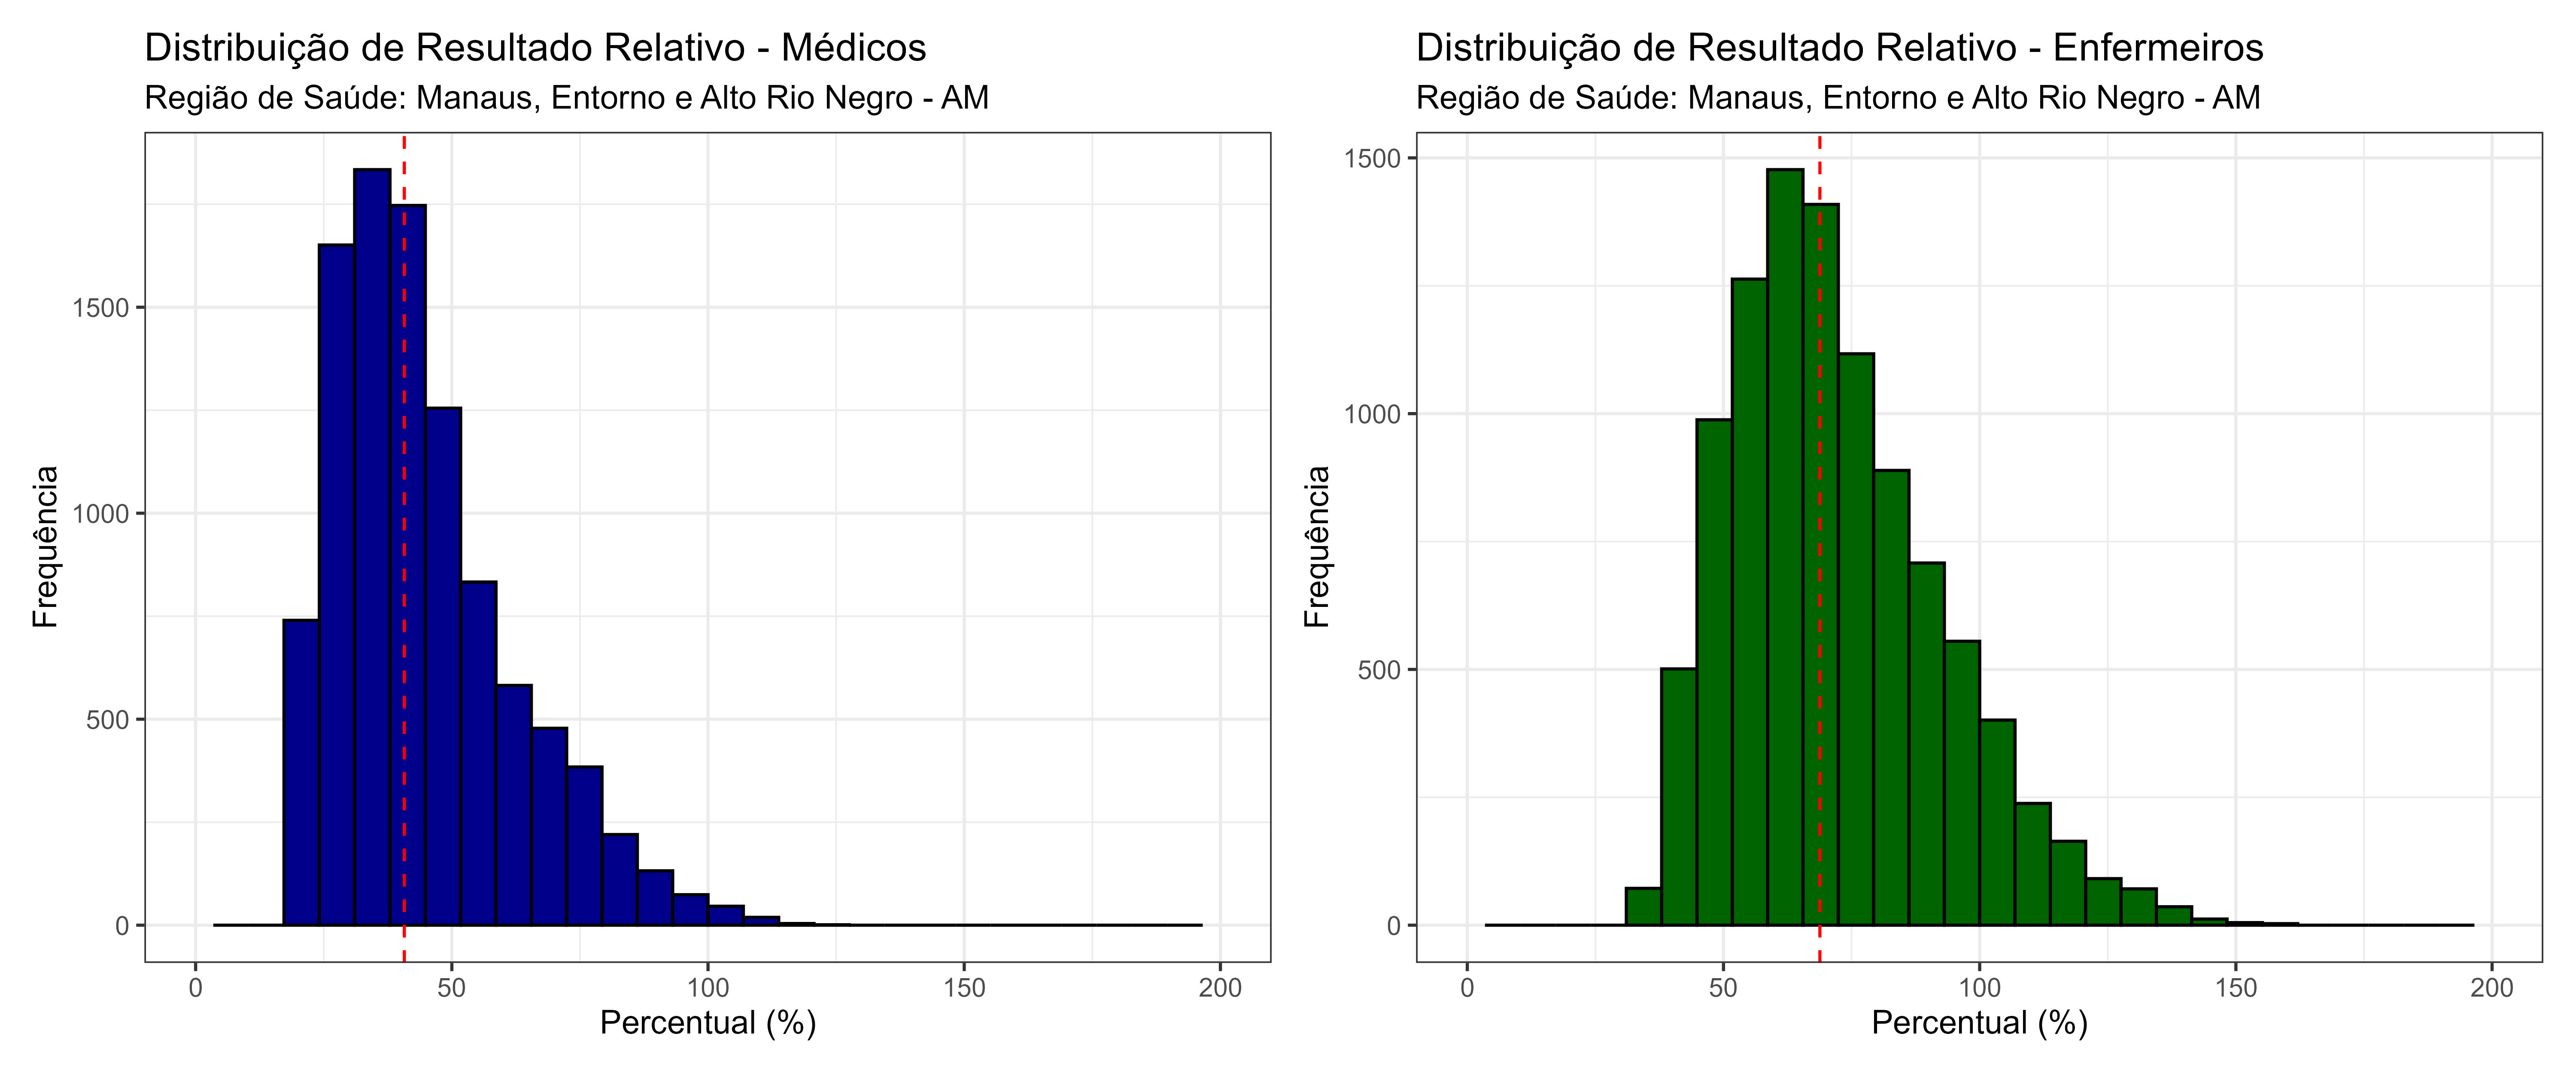 Distribuição de Resultado Relativo - Médicos
Região de Saúde: Manaus, Entorno e Alto Rio Negro - AM
1500
1000
500
0
Frequência
0 50 100 150 200
Percentual (%)
Distribuição de Resultado Relativo - Enfermeiros
Região de Saúde: Manaus, Entorno e Alto Rio Negro - AM
1500
1000
500
0
Frequência
0 50 100 150 200
Percentual (%)